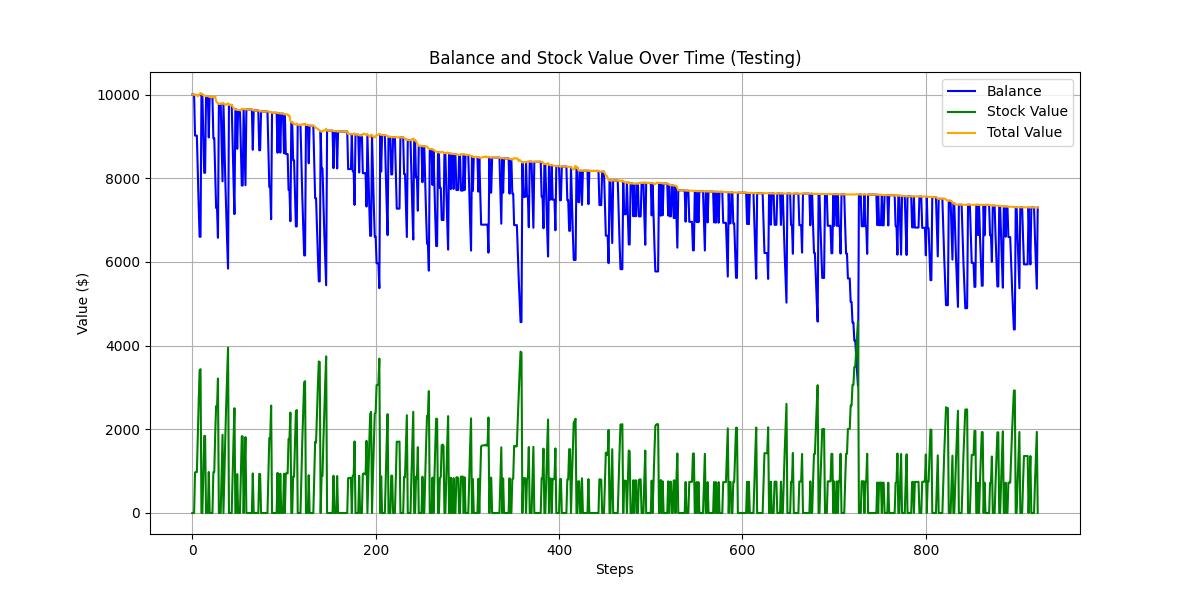 Balance and Stock Value Over Time (Testing)
Balance
Stock Value
Total Value
Value ($)
10000
8000
6000
4000
2000
0
0 200 400 600 800
Steps